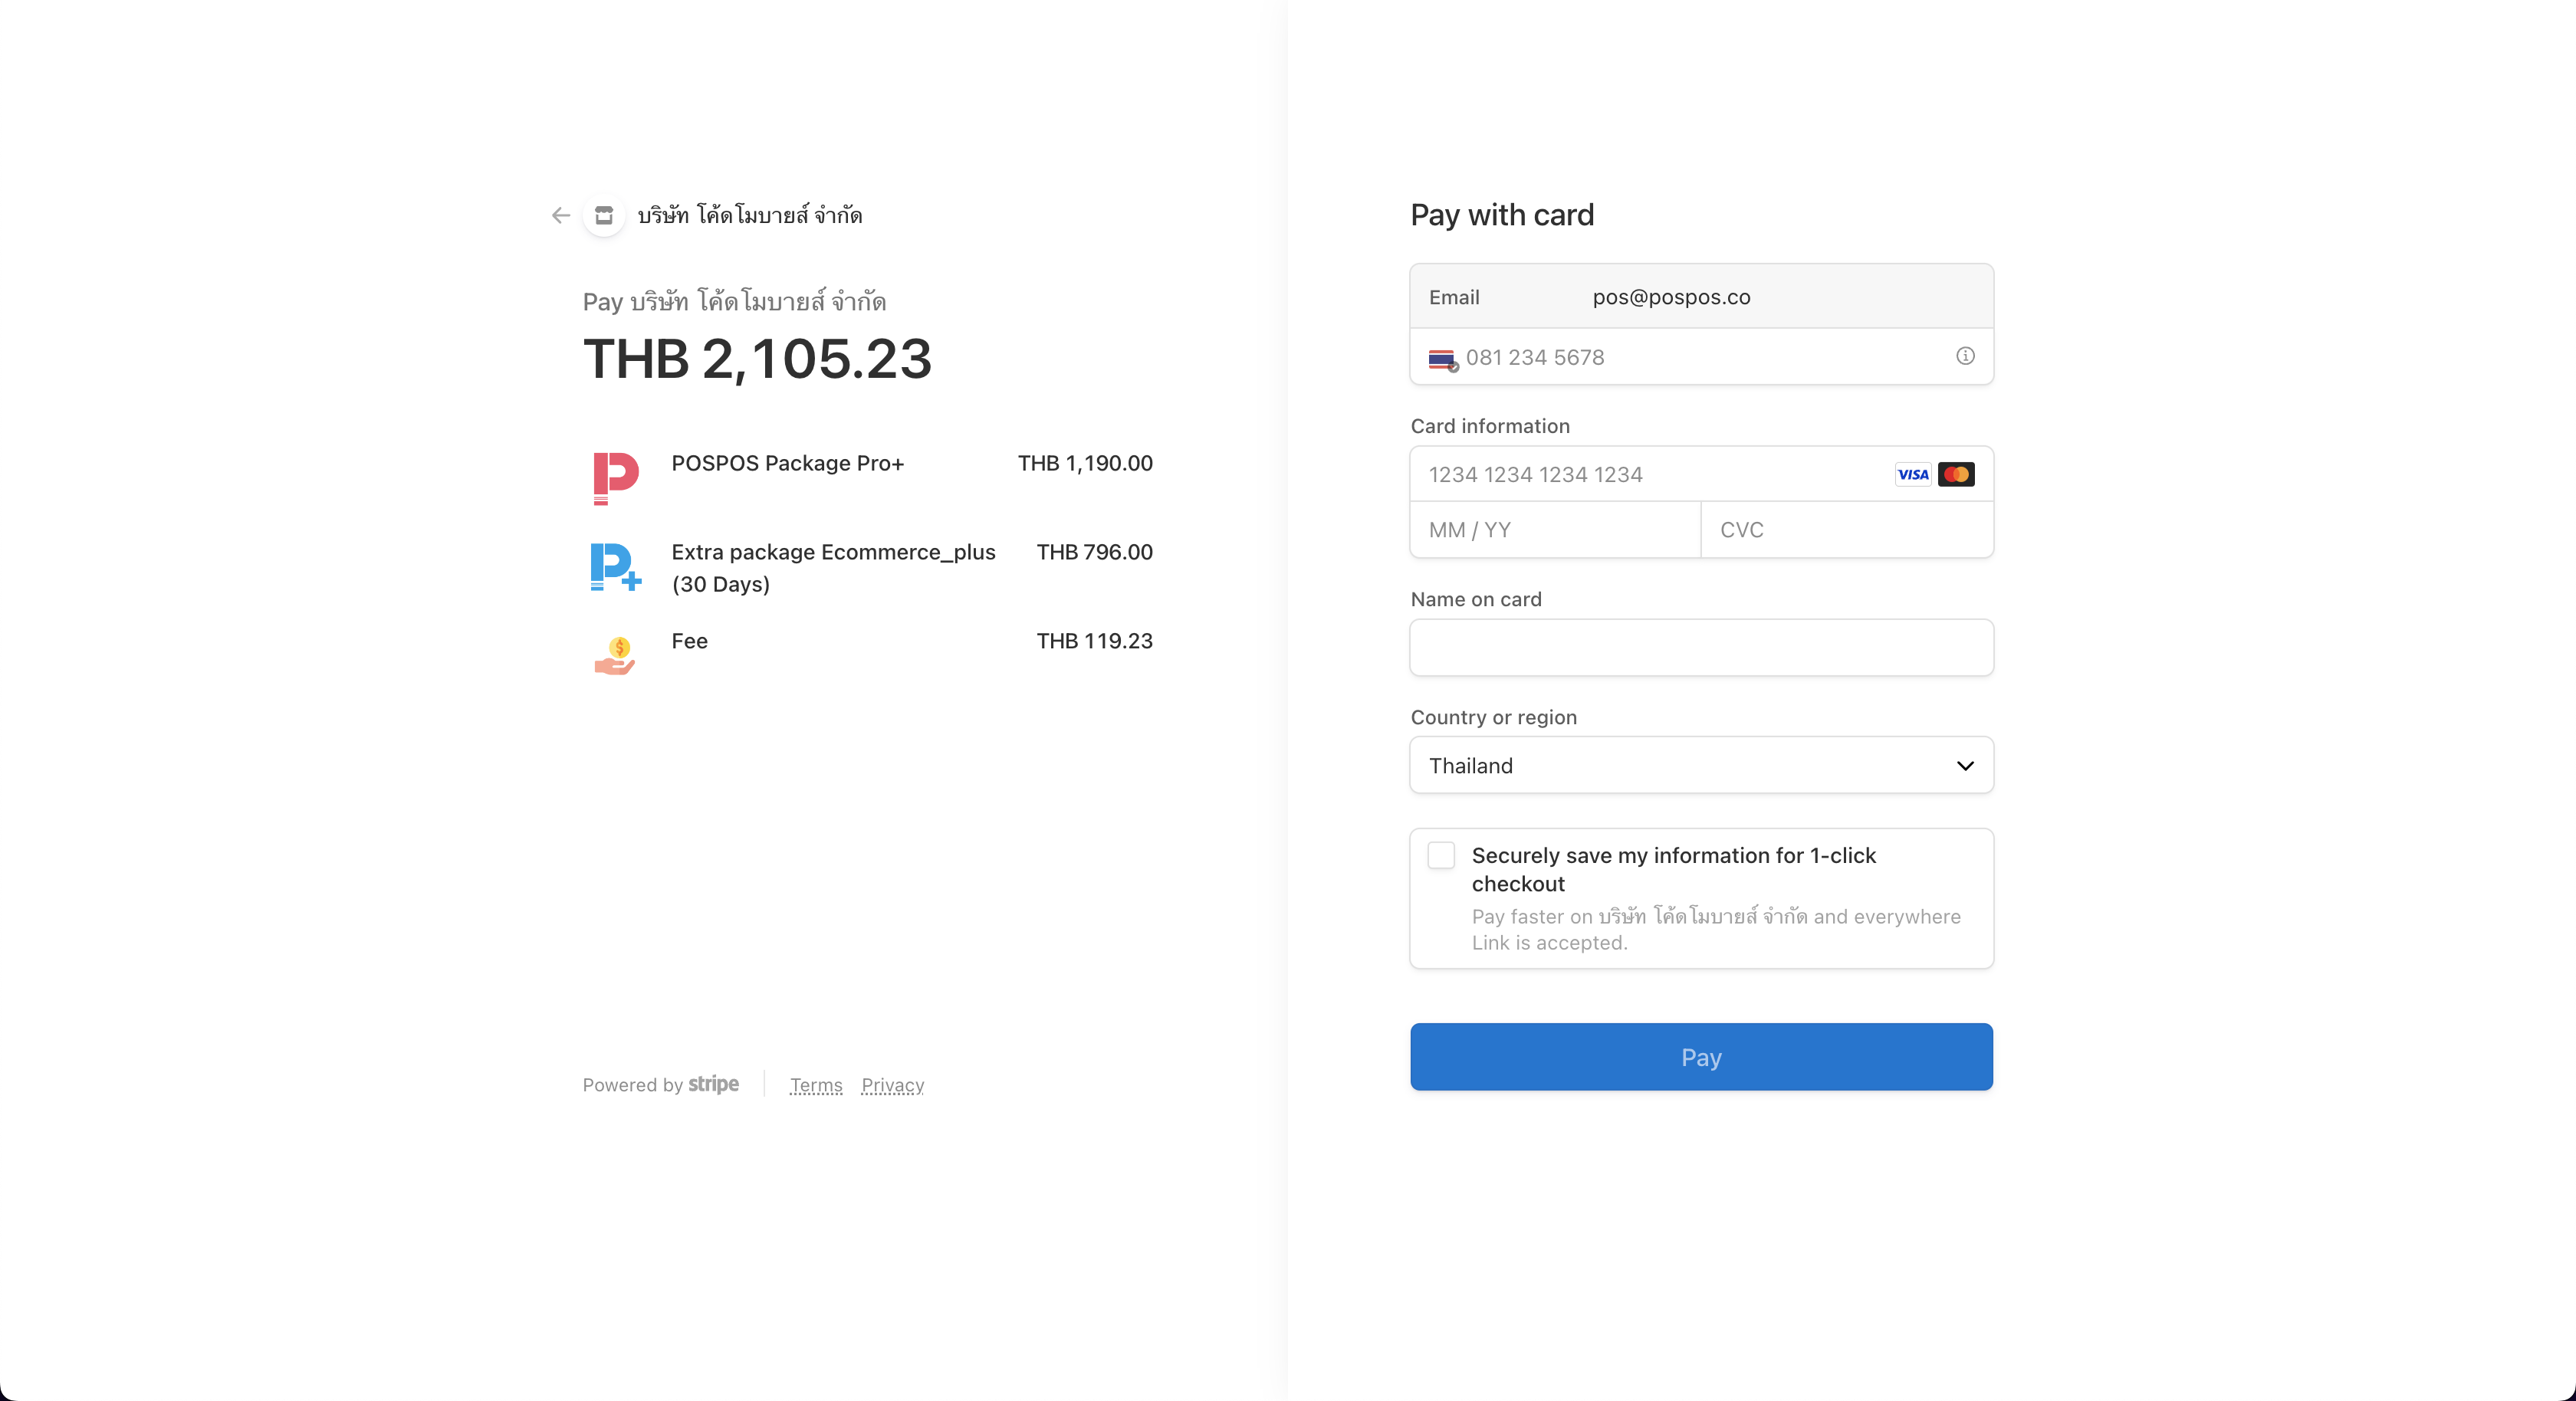 บริษัท โค้ดโมบายส์ จำกัด
Pay บริษัท โค้ดโมบายส์ จำกัด
THB 2,105.23
POSPOS Package Pro+ THB 1,190.00
Extra package Ecommerce_plus THB 796.00
(30 Days)
Fee THB 119.23
Powered by stripe Terms Privacy
Pay with card
Email pos@pospos.co
081 234 5678
Card information
1234 1234 1234 1234 VISA
MM / YY CVC
Name on card
Country or region
Thailand
Securely save my information for 1-click
checkout
Pay faster on บริษัท โค้ดโมบายส์ จำกัด and everywhere
Link is accepted.
Pay